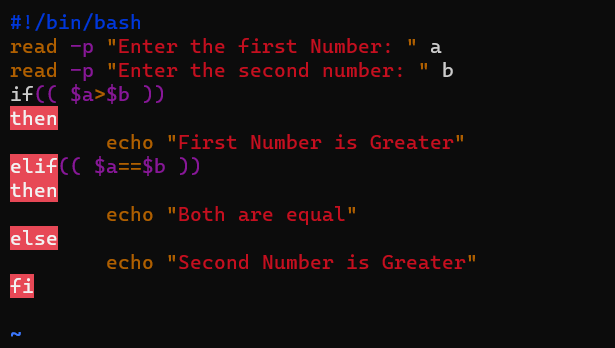 #!/bin/bash
read -p "Enter the first Number: " a
read -p "Enter the second number: " b
if(( $a>$b ))
then
        echo "First Number is Greater"
elif(( $a==$b ))
then
        echo "Both are equal"
else
        echo "Second Number is Greater"
fi
~